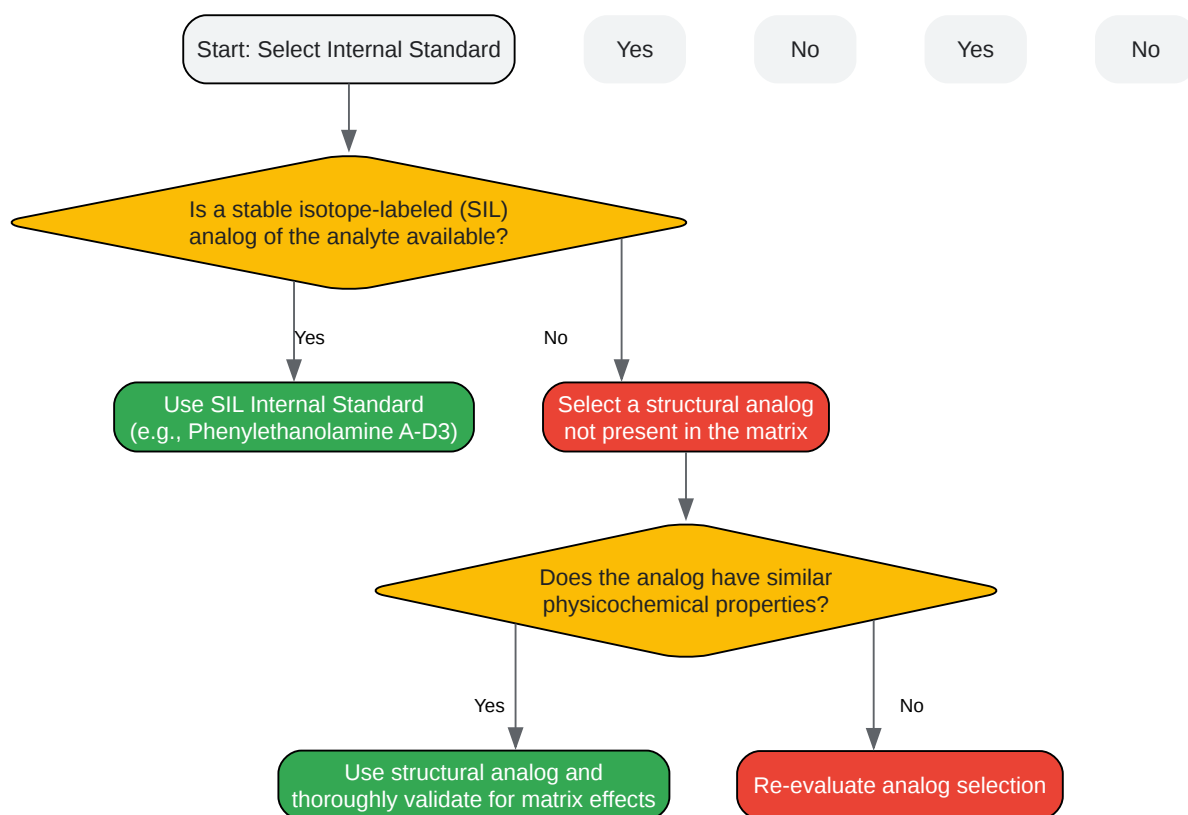 Start: Select Internal Standard
Yes
No
Yes
No
Is a stable isotope-labeled (SIL)
analog of the analyte available?
Yes
No
Use SIL Internal Standard
(e.g., Phenylethanolamine A-D3)
Select a structural analog
not present in the matrix
Does the analog have similar
physicochemical properties?
Yes
No
Use structural analog and
thoroughly validate for matrix effects
Re-evaluate analog selection